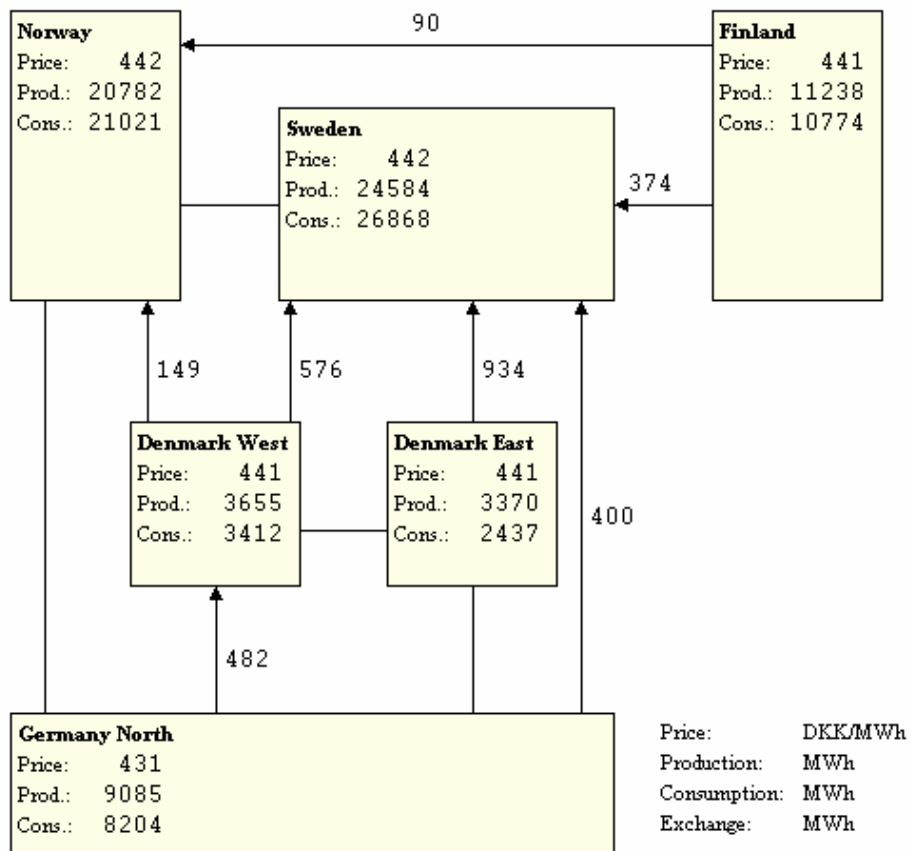 90
Norway
Price: 442
Prod.: 20782
Cons.: 21021
Finland
Price: 441
Prod.: 11238
Cons.: 10774
Sweden
Price: 442
Prod.: 24584
Cons.: 26868
374
149
576
934
Denmark West
Price: 441
Prod.: 3655
Cons.: 3412
Denmark East
Price: 441
Prod.: 3370
Cons.: 2437
400
482
Germany North
Price: 431
Prod.: 9085
Cons.: 8204
Price: DKK/MWh
Production: MWh
Consumption: MWh
Exchange: MWh